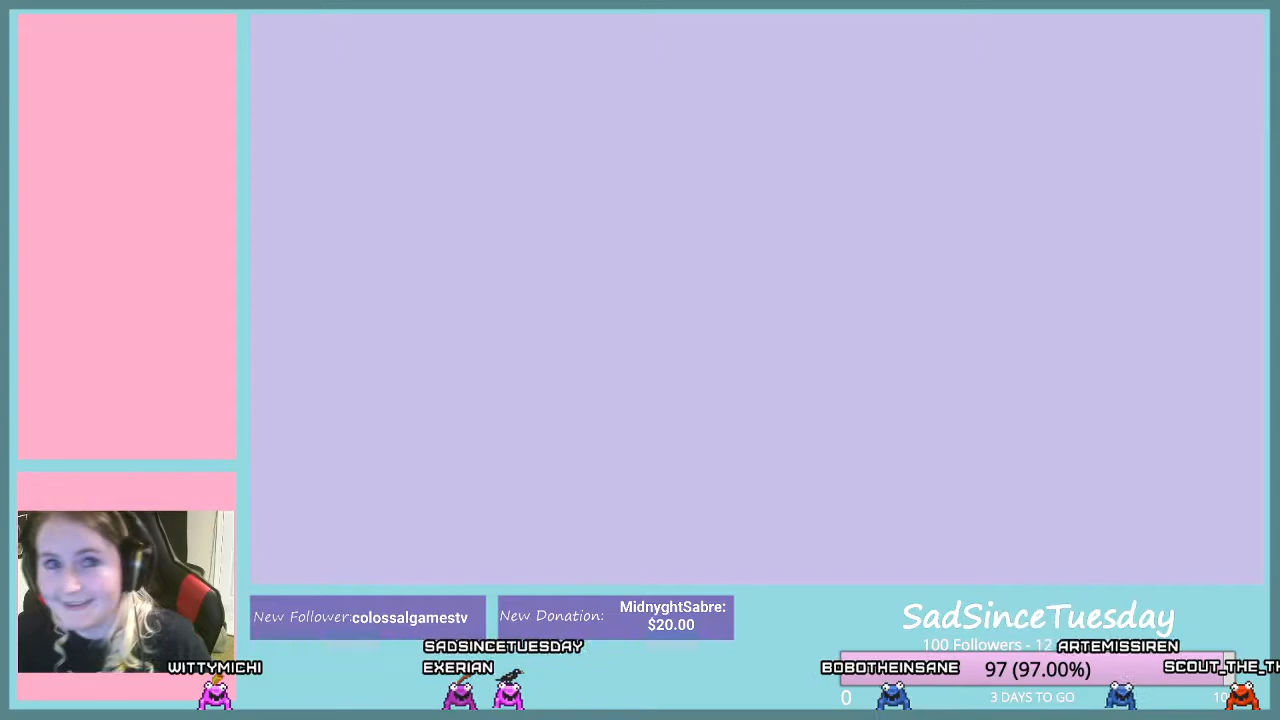 New Follower:colossalgamestv
New Donation:
MidnyghtSabre:
$20.00
SadSinceTuesday
100 Followers - 12
ARTEMISSIREN
SADSINCETUESDAY
WITTYMICHI
EXERIAN
BOBOTHEINSANE
97 (97.00%)
SCOUT_THE_TH
0
3 DAYS TO GO